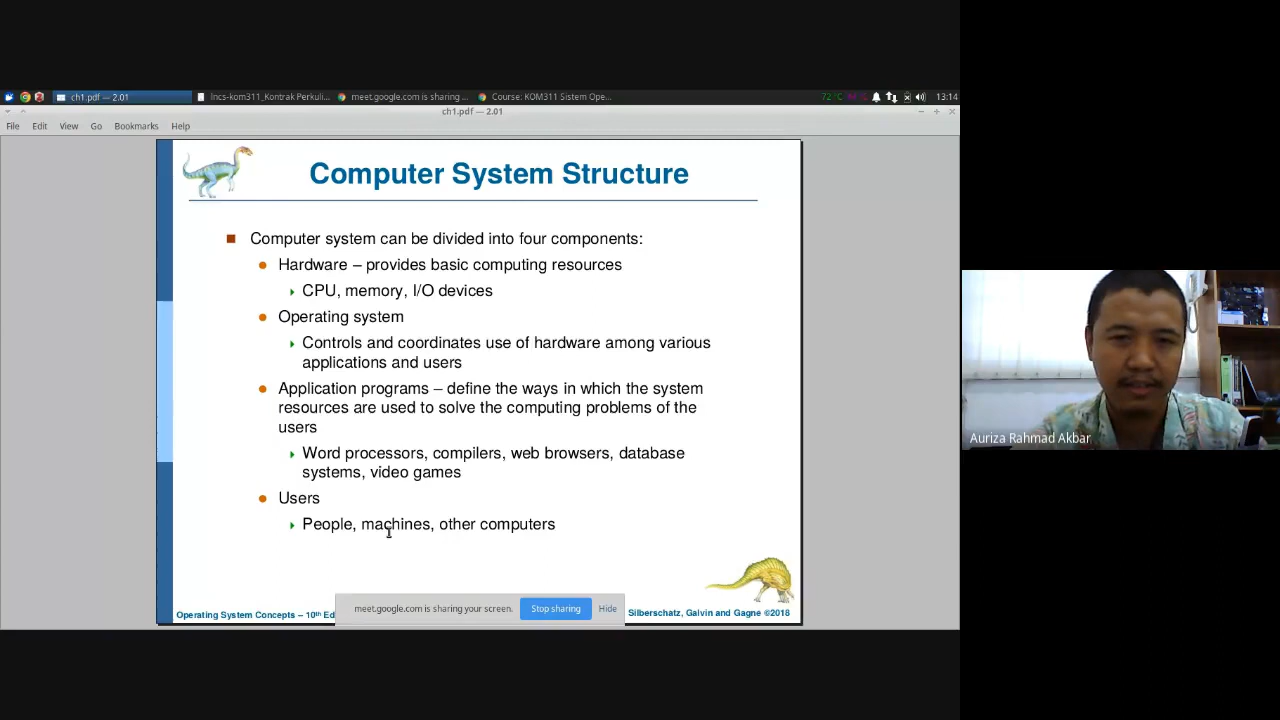 ch1.pdf — 2.01
lncs-kom311_Kontrak Perkuli...
meet.google.com is sharing ...
Course: KOM311 Sistem Ope...
72 °C
13:14
ch1.pdf — 2.01
File Edit View Go Bookmarks Help
Computer System Structure
Computer system can be divided into four components:
Hardware – provides basic computing resources
CPU, memory, I/O devices
Operating system
Controls and coordinates use of hardware among various
applications and users
Application programs – define the ways in which the system
resources are used to solve the computing problems of the
users
Word processors, compilers, web browsers, database
systems, video games
Users
People, machines, other computers
Operating System Concepts – 10th Ed
meet.google.com is sharing your screen. Stop sharing Hide
Silberschatz, Galvin and Gagne ©2018
Auriza Rahmad Akbar